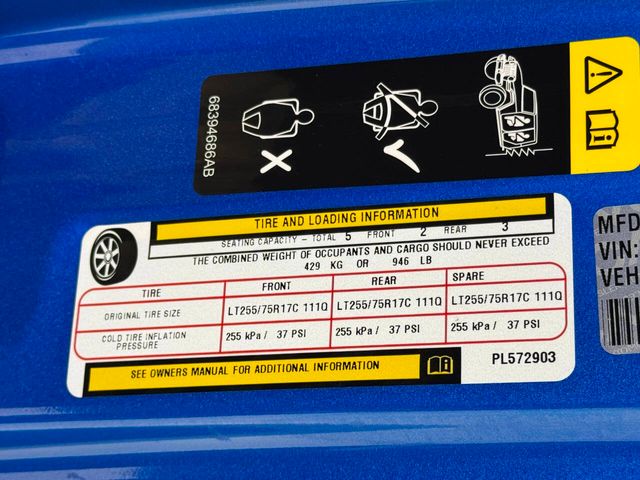 68394686AB
TIRE AND LOADING INFORMATION
SEATING CAPACITY - TOTAL 5 FRONT 2 REAR 3
THE COMBINED WEIGHT OF OCCUPANTS AND CARGO SHOULD NEVER EXCEED
429 KG OR 946 LB
TIRE FRONT REAR SPARE
ORIGINAL TIRE SIZE LT255/75R17C 111Q LT255/75R17C 111Q LT255/75R17C 111Q
COLD TIRE INFLATION PRESSURE 255 kPa / 37 PSI 255 kPa / 37 PSI 255 kPa / 37 PSI
SEE OWNERS MANUAL FOR ADDITIONAL INFORMATION
PL572903
MFD
VIN:
VEH